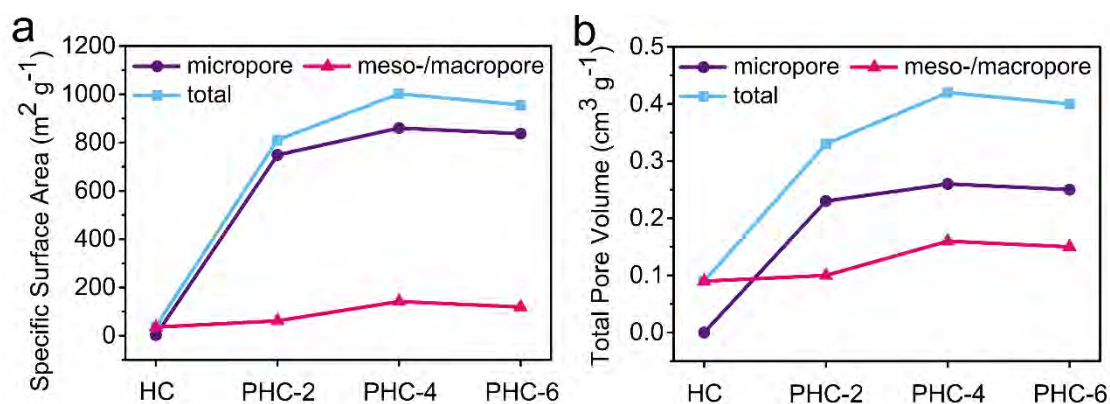 a
1200
1000
800
600
400
200
0
Specific Surface Area (m² g⁻¹)
micropore meso-/macropore
total
HC PHC-2 PHC-4 PHC-6
b
0.5
0.4
0.3
0.2
0.1
0.0
Total Pore Volume (cm³ g⁻¹)
micropore meso-/macropore
total
HC PHC-2 PHC-4 PHC-6